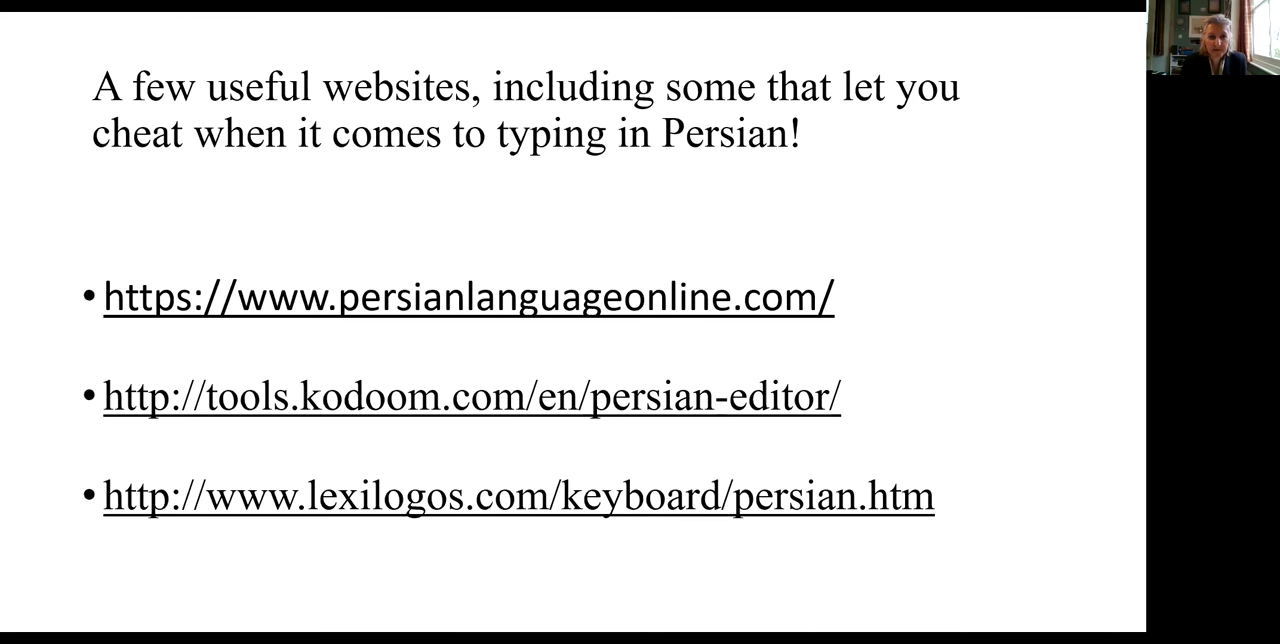 A few useful websites, including some that let you
cheat when it comes to typing in Persian!
• https://www.persianlanguageonline.com/
• http://tools.kodoom.com/en/persian-editor/
• http://www.lexilogos.com/keyboard/persian.htm